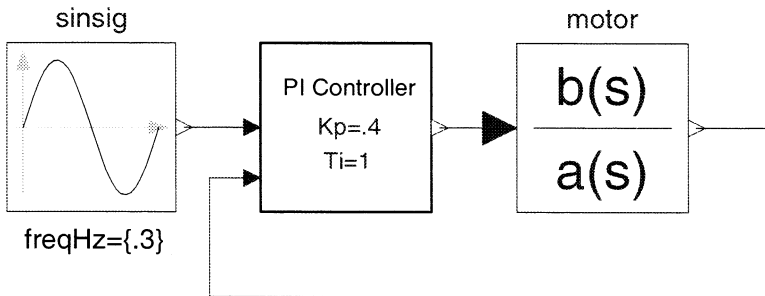 sinsig
motor
PI Controller
Kp=.4
Ti=1
b(s)
a(s)
freqHz={.3}